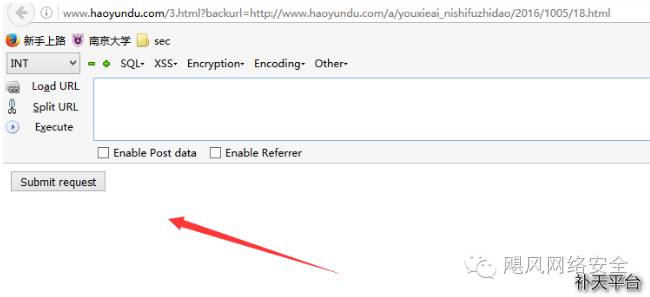 www.haoyundu.com/3.html?backurl=http://www.haoyundu.com/a/youxieai_nishifuzhidao/2016/1005/18.html
新手上路 南京大学 sec
INT SQL▾ XSS▾ Encryption▾ Encoding▾ Other▾
Load URL
Split URL
Execute
Enable Post data Enable Referrer
Submit request
飓风网络安全
补天平台